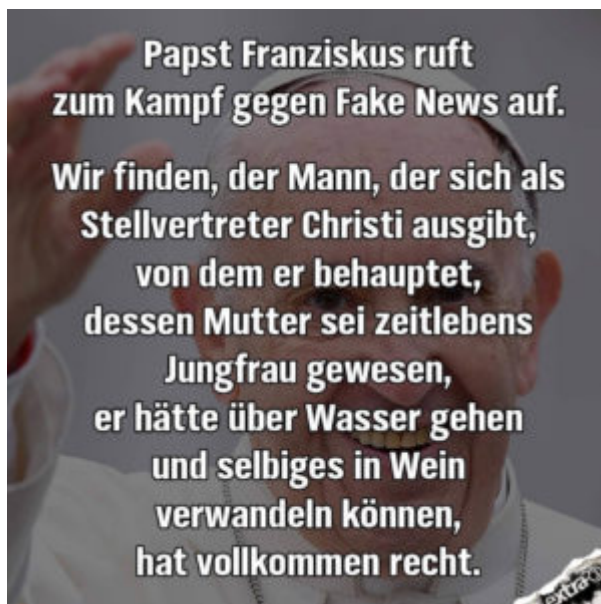 Papst Franziskus ruft
zum Kampf gegen Fake News auf.
Wir finden, der Mann, der sich als
Stellvertreter Christi ausgibt,
von dem er behauptet,
dessen Mutter sei zeitlebens
Jungfrau gewesen,
er hätte über Wasser gehen
und selbiges in Wein
verwandeln können,
hat vollkommen recht.
extra